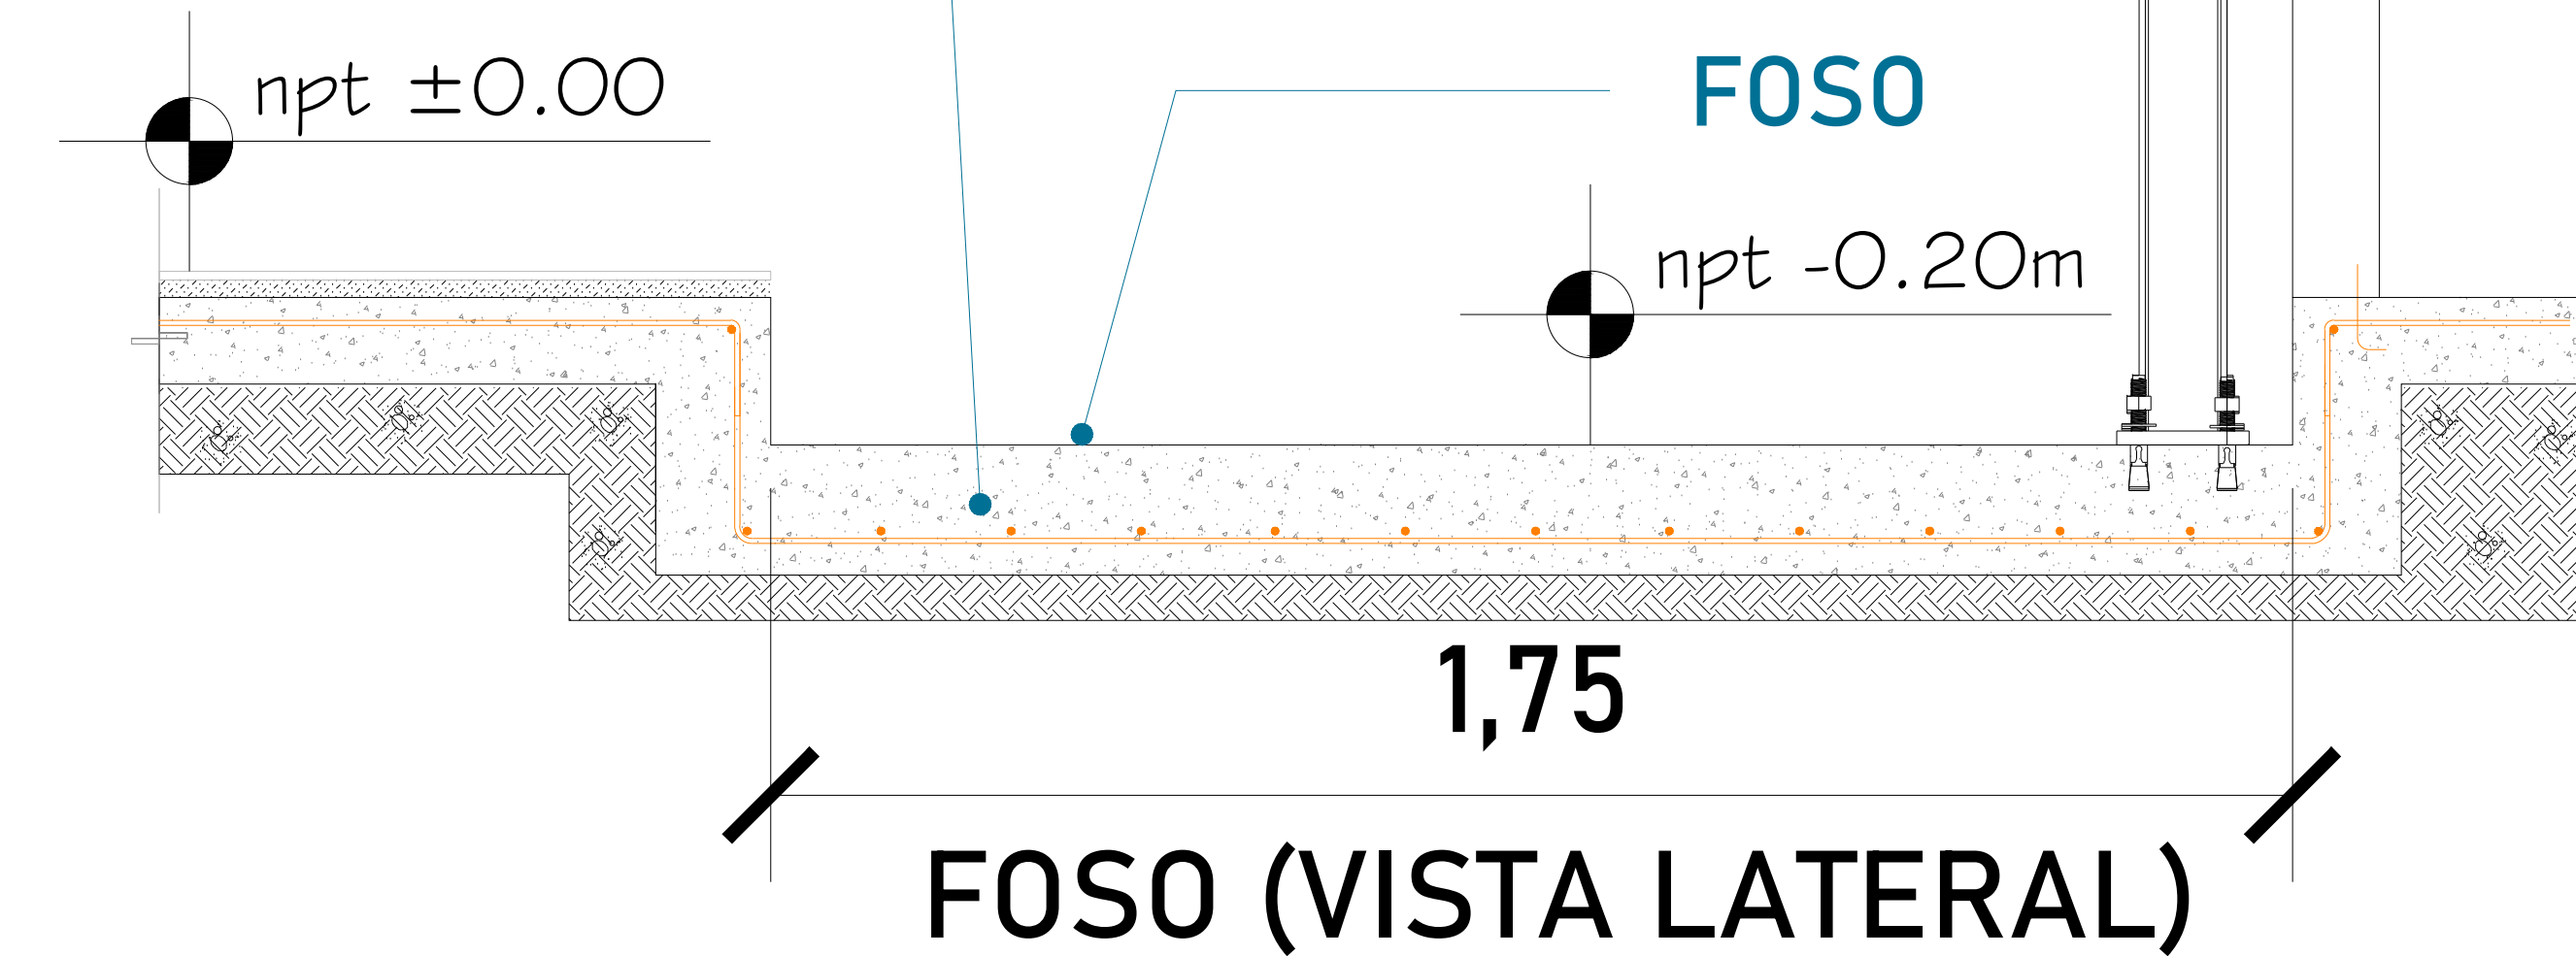 npt ±0.00
FOSO
npt -0.20m
1,75
FOSO (VISTA LATERAL)